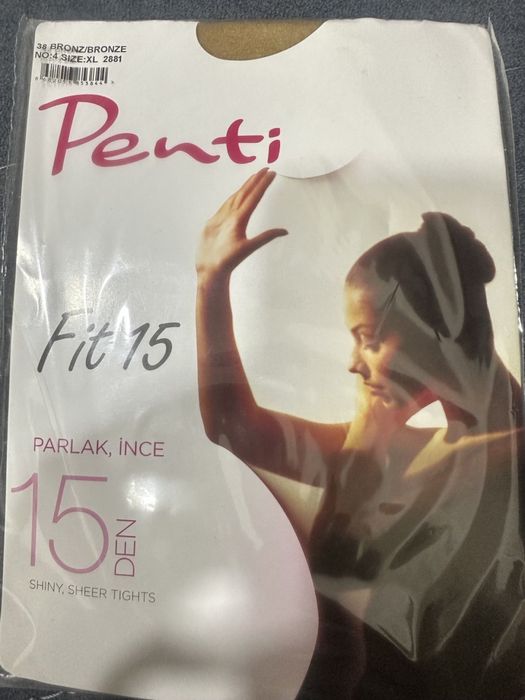 38 BRONZ/BRONZE
NO:4 SIZE:XL 2881
Penti
Fit 15
PARLAK, İNCE
15 DEN
SHINY, SHEER TIGHTS